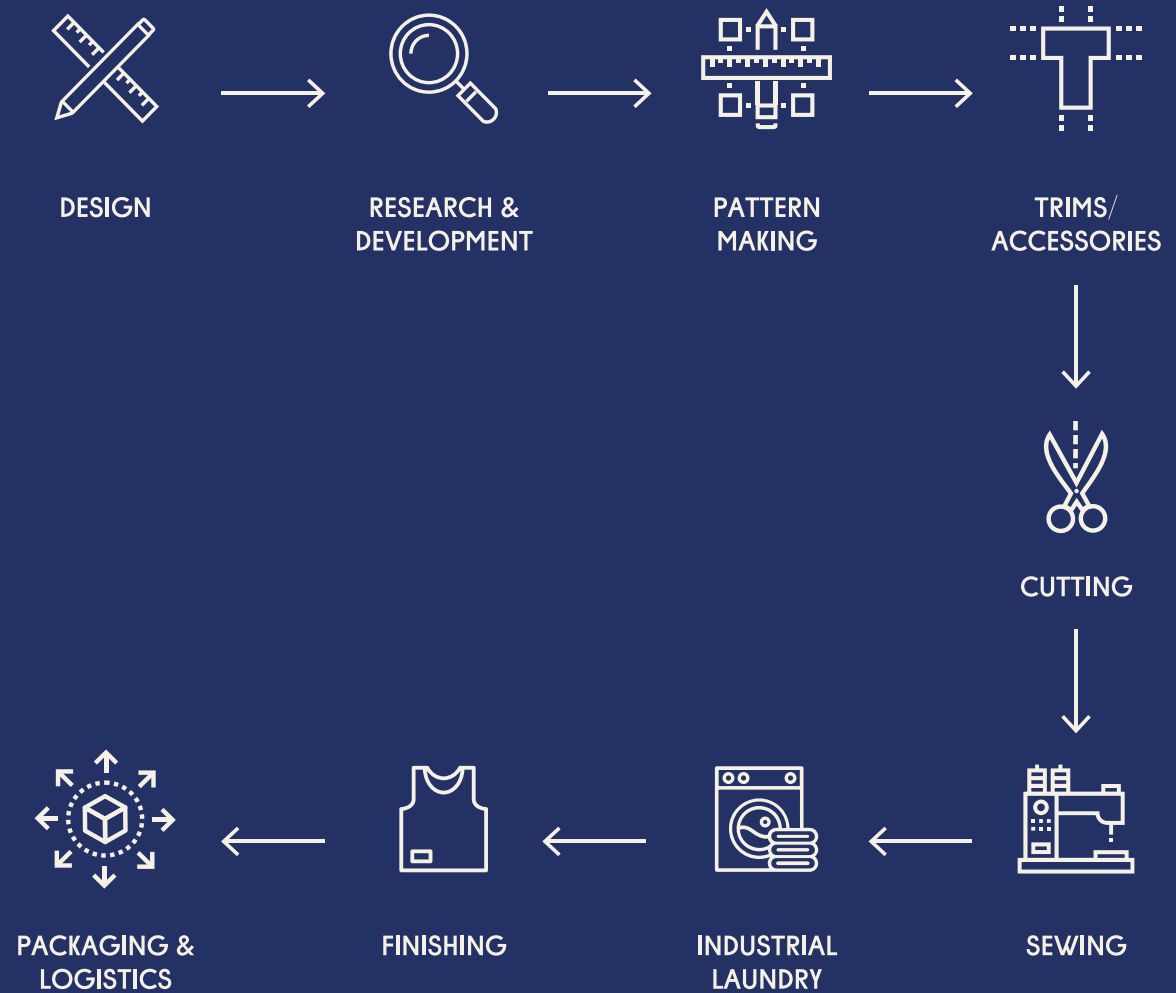 DESIGN
RESEARCH &
DEVELOPMENT
PATTERN
MAKING
TRIMS/
ACCESSORIES
CUTTING
SEWING
INDUSTRIAL
LAUNDRY
FINISHING
PACKAGING &
LOGISTICS